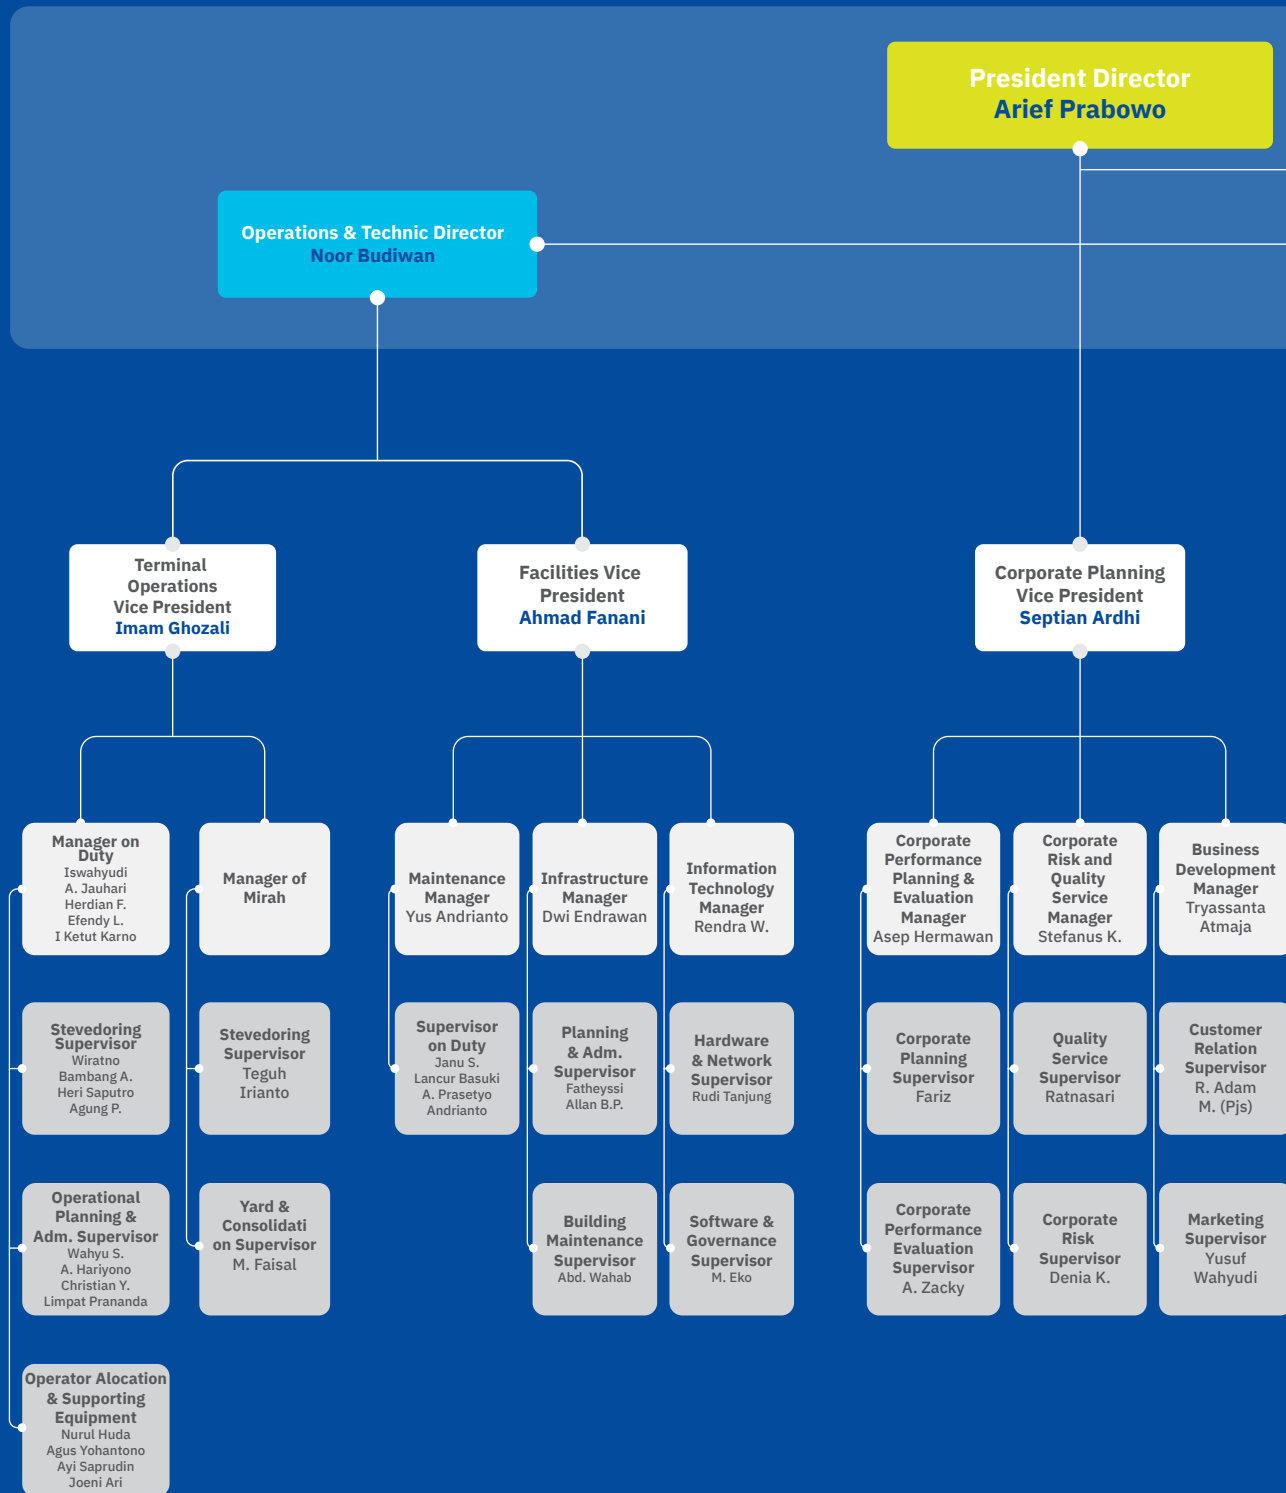 President Director
Arief Prabowo
Operations & Technic Director
Noor Budiwan
Terminal
Operations
Vice President
Imam Ghozali
Facilities Vice
President
Ahmad Fanani
Corporate Planning
Vice President
Septian Ardhi
Manager on
Duty
Iswahyudi
A. Jauhari
Herdian F.
Efendy L.
I Ketut Karno
Manager of
Mirah
Maintenance
Manager
Yus Andrianto
Infrastructure
Manager
Dwi Endrawan
Information
Technology
Manager
Rendra W.
Corporate
Performance
Planning &
Evaluation
Manager
Asep Hermawan
Corporate
Risk and
Quality
Service
Manager
Stefanus K.
Business
Development
Manager
Tryassanta
Atmaja
Stevedoring
Supervisor
Wiratno
Bambang A.
Heri Saputro
Agung P.
Stevedoring
Supervisor
Teguh
Irianto
Supervisor
on Duty
Janu S.
Lancur Basuki
A. Prasetyo
Andrianto
Planning
& Adm.
Supervisor
Fatheyssi
Allan B.P.
Hardware
& Network
Supervisor
Rudi Tanjung
Corporate
Planning
Supervisor
Fariz
Quality
Service
Supervisor
Ratnasari
Customer
Relation
Supervisor
R. Adam
M. (Pjs)
Operational
Planning &
Adm. Supervisor
Wahyu S.
A. Hariyono
Christian Y.
Limpat Prananda
Yard &
Consolidati
on Supervisor
M. Faisal
Building
Maintenance
Supervisor
Abd. Wahab
Software &
Governance
Supervisor
M. Eko
Corporate
Performance
Evaluation
Supervisor
A. Zacky
Corporate
Risk
Supervisor
Denia K.
Marketing
Supervisor
Yusuf
Wahyudi
Operator Alocation
& Supporting
Equipment
Nurul Huda
Agus Yohantono
Ayi Saprudin
Joeni Ari